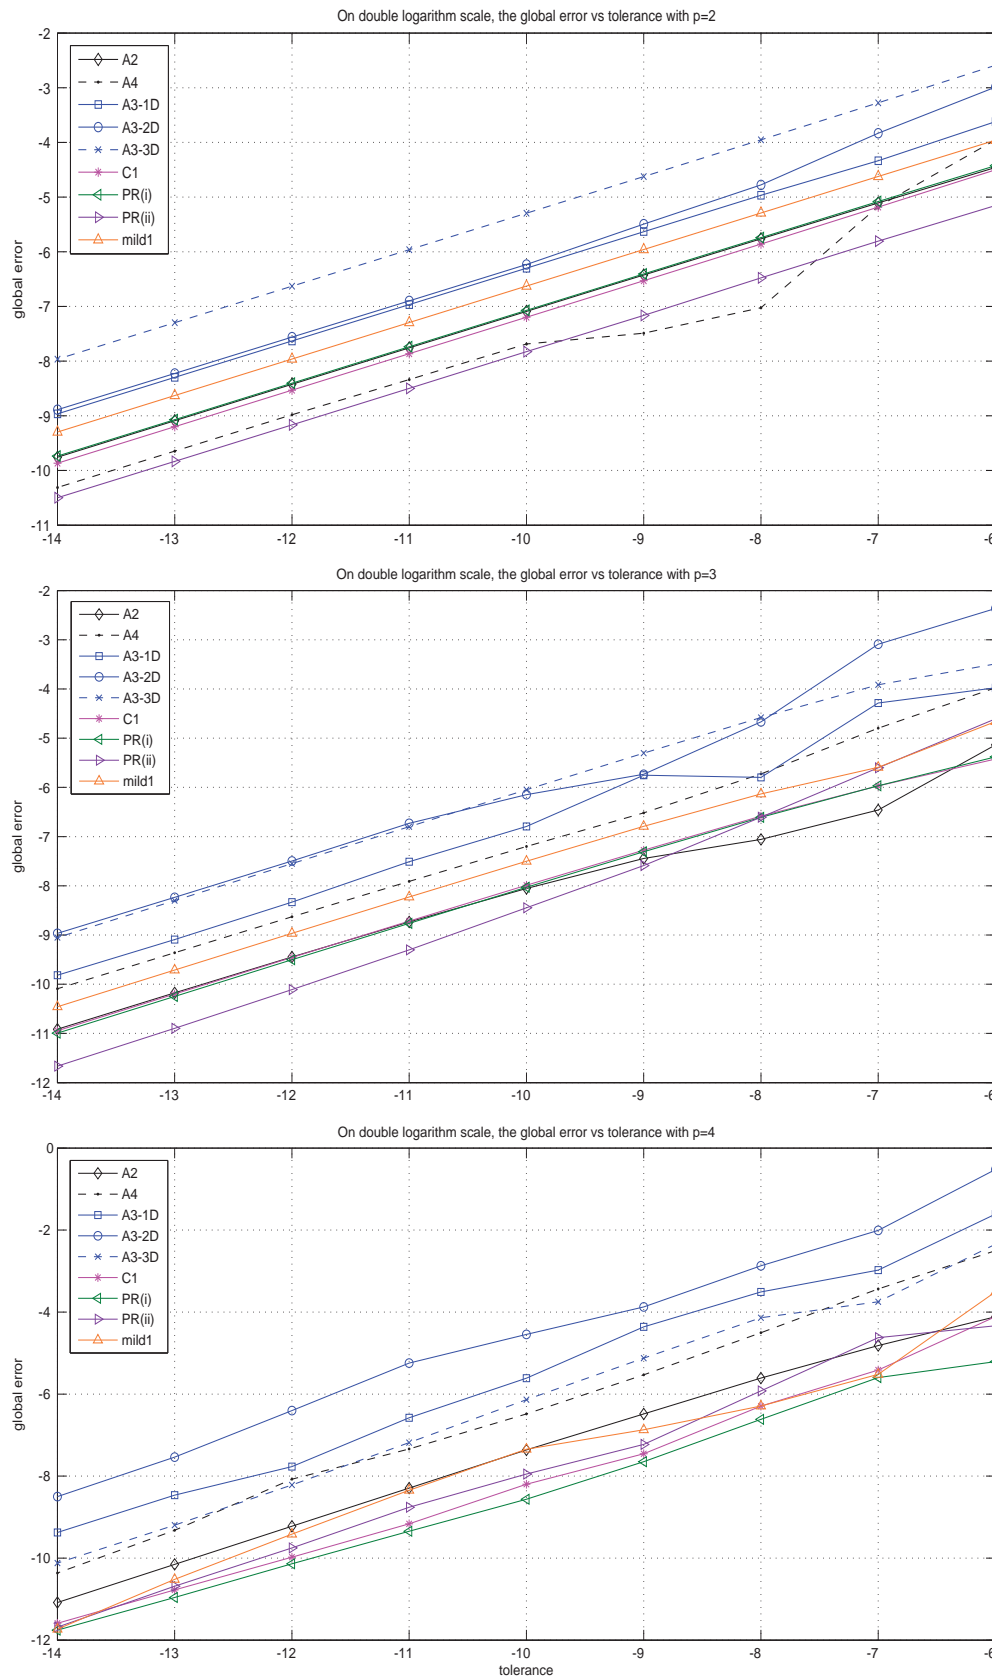 On double logarithm scale, the global error vs tolerance with p=2
-2
-3
-4
-5
-6
-7
-8
-9
-10
-11
global error
A2
A4
A3-1D
A3-2D
A3-3D
C1
PR(i)
PR(ii)
mild1
-14 -13 -12 -11 -10 -9 -8 -7 -6
On double logarithm scale, the global error vs tolerance with p=3
-2
-3
-4
-5
-6
-7
-8
-9
-10
-11
-12
global error
A2
A4
A3-1D
A3-2D
A3-3D
C1
PR(i)
PR(ii)
mild1
-14 -13 -12 -11 -10 -9 -8 -7 -6
On double logarithm scale, the global error vs tolerance with p=4
0
-2
-4
-6
-8
-10
-12
global error
A2
A4
A3-1D
A3-2D
A3-3D
C1
PR(i)
PR(ii)
mild1
-14 -13 -12 -11 -10 -9 -8 -7 -6
tolerance